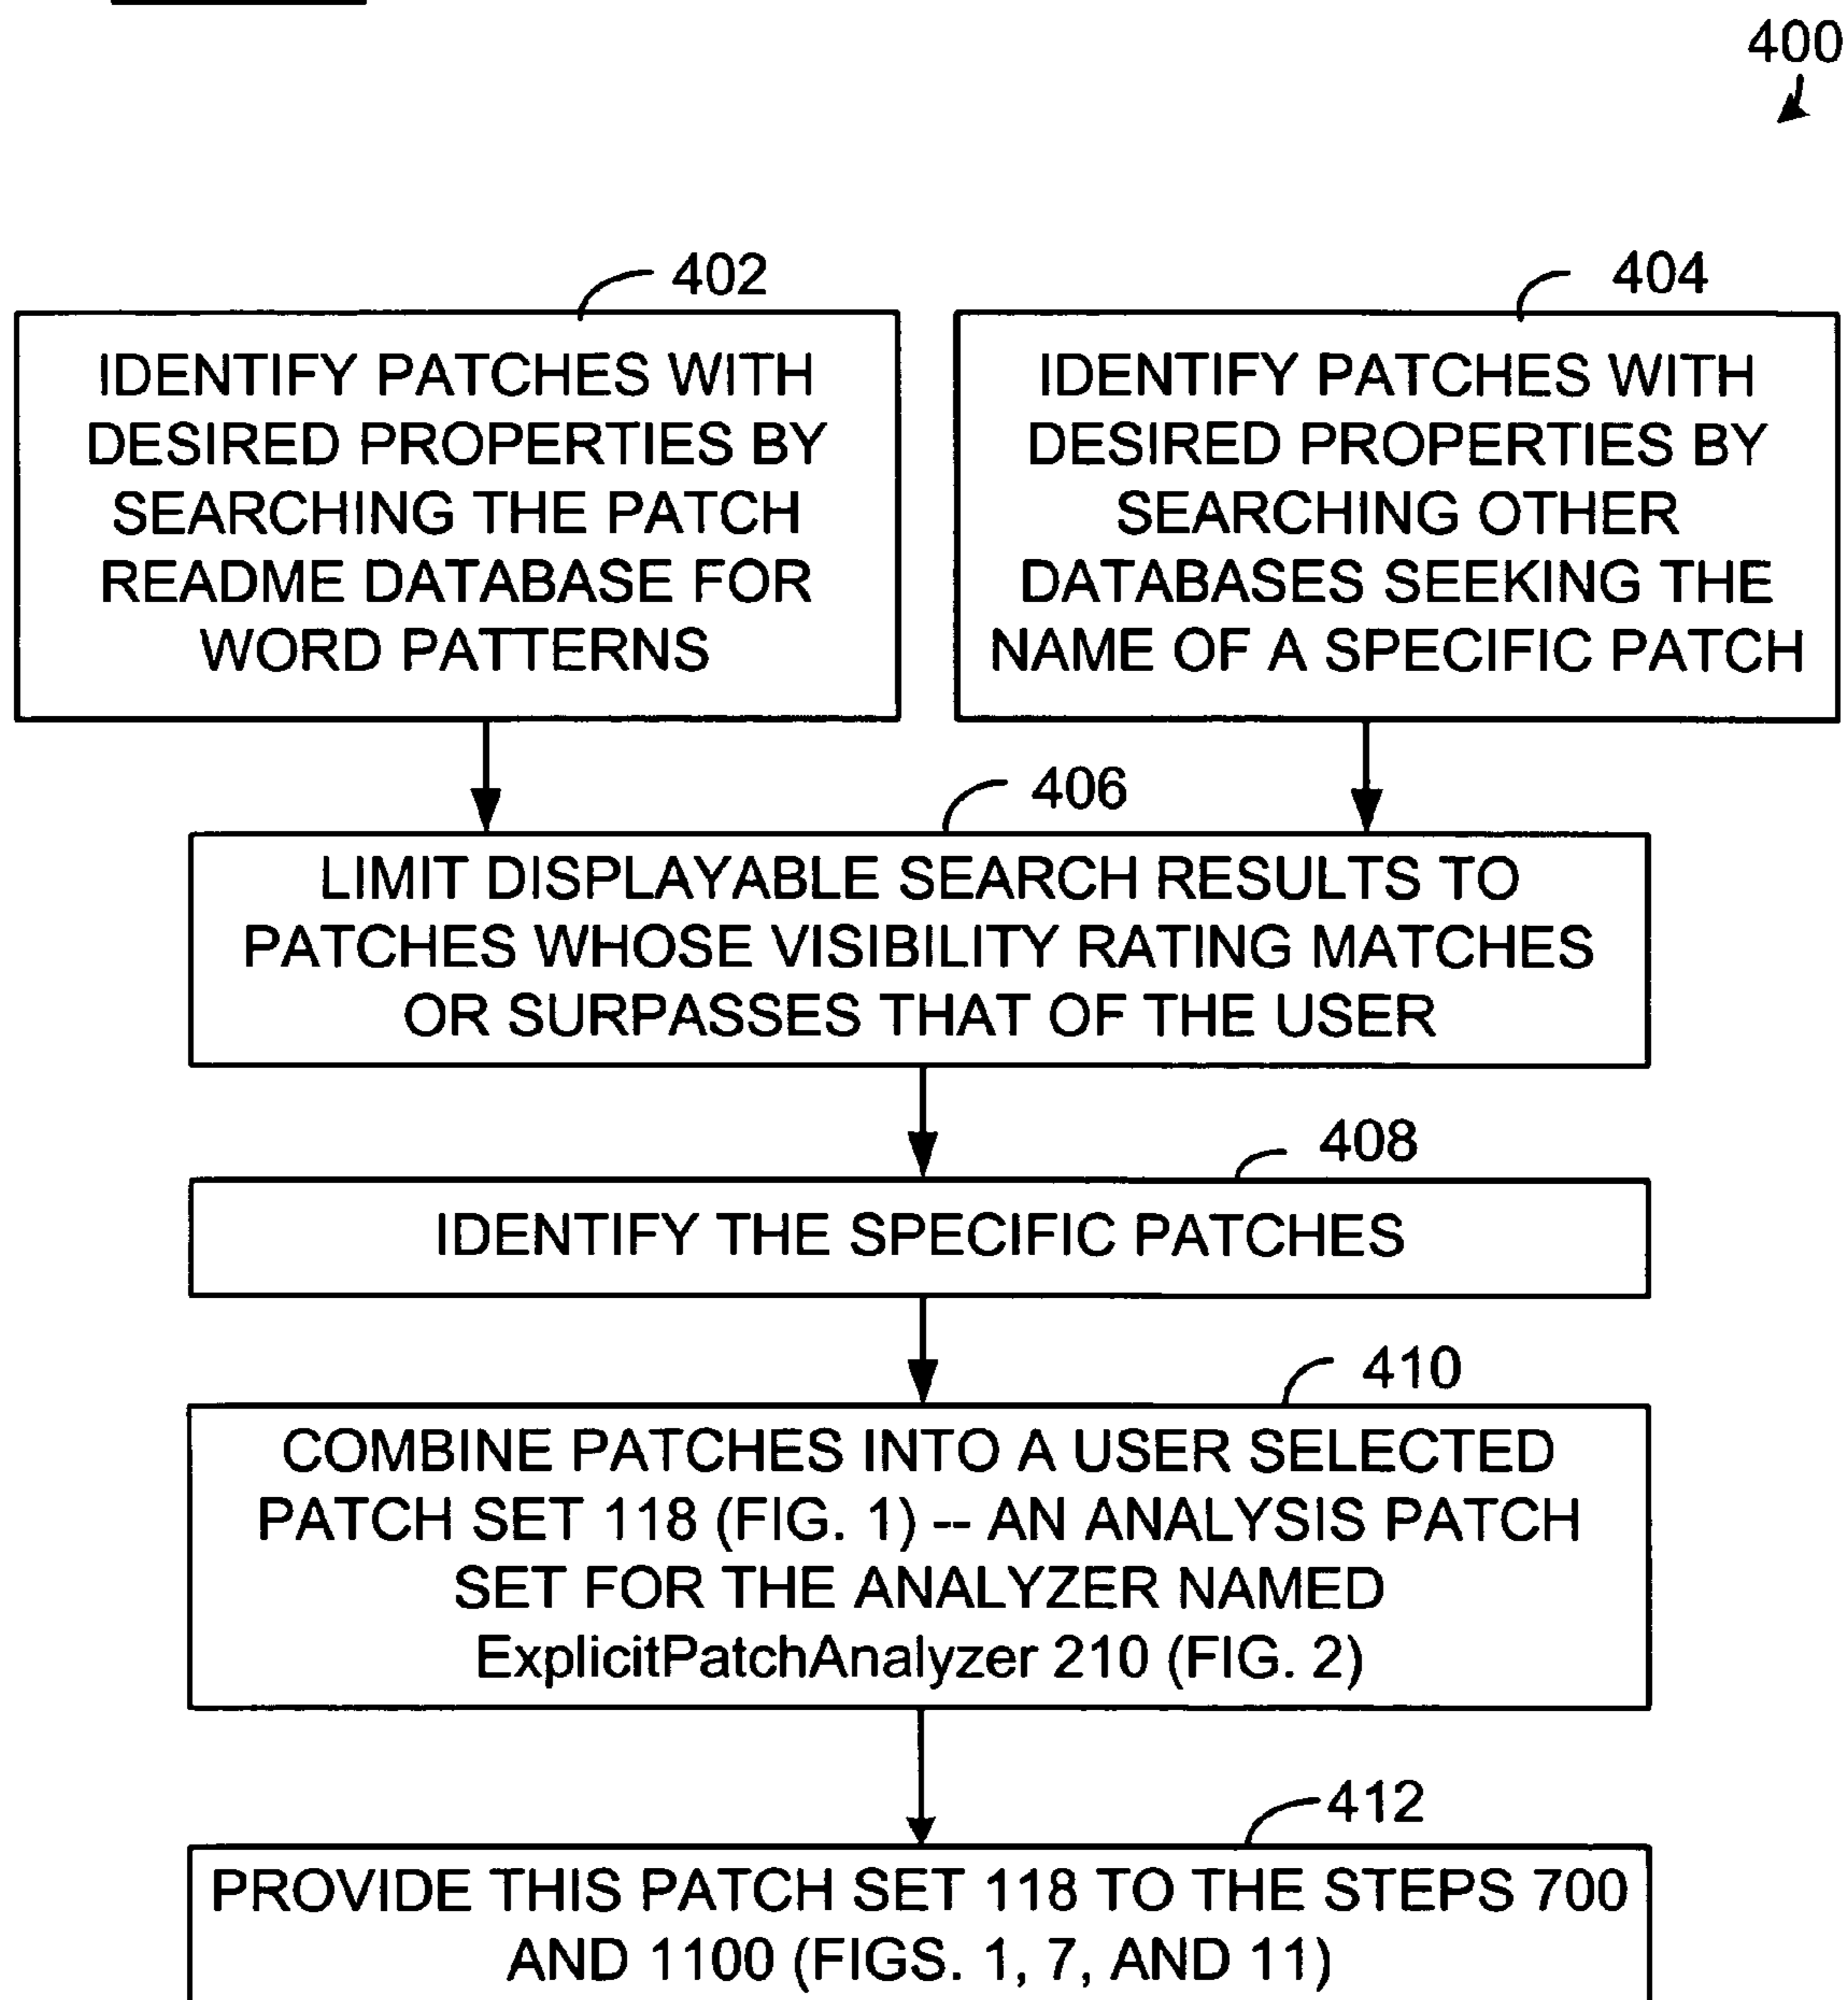 400
402
IDENTIFY PATCHES WITH
DESIRED PROPERTIES BY
SEARCHING THE PATCH
README DATABASE FOR
WORD PATTERNS
404
IDENTIFY PATCHES WITH
DESIRED PROPERTIES BY
SEARCHING OTHER
DATABASES SEEKING THE
NAME OF A SPECIFIC PATCH
406
LIMIT DISPLAYABLE SEARCH RESULTS TO
PATCHES WHOSE VISIBILITY RATING MATCHES
OR SURPASSES THAT OF THE USER
408
IDENTIFY THE SPECIFIC PATCHES
410
COMBINE PATCHES INTO A USER SELECTED
PATCH SET 118 (FIG. 1) -- AN ANALYSIS PATCH
SET FOR THE ANALYZER NAMED
ExplicitPatchAnalyzer 210 (FIG. 2)
412
PROVIDE THIS PATCH SET 118 TO THE STEPS 700
AND 1100 (FIGS. 1, 7, AND 11)